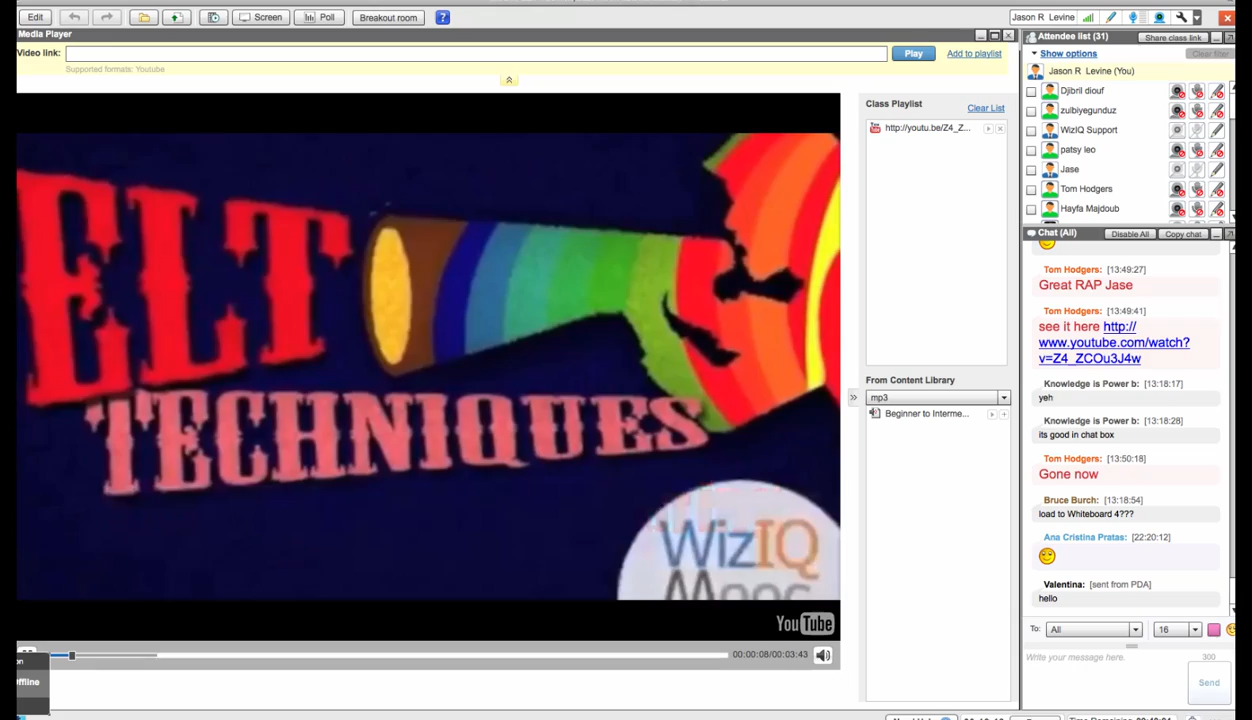 Edit
Screen
Poll
Breakout room
?
Jason R Levine
Media Player
Attendee list (31)
Share class link
Video link:
Play
Add to playlist
Show options
Clear filter
Supported formats: Youtube
Jason R Levine (You)
Djibril diouf
zulbiyegunduz
WizIQ Support
patsy leo
Jase
Tom Hodgers
Hayfa Majdoub
Class Playlist
Clear List
http://youtu.be/Z4_Z...
ELT
TECHNIQUES
WizIQ
Mooc
YouTube
00:00:08/00:03:43
From Content Library
mp3
Beginner to Interme...
Chat (All)
Disable All
Copy chat
Tom Hodgers: [13:49:27]
Great RAP Jase
Tom Hodgers: [13:49:41]
see it here http://
www.youtube.com/watch?
v=Z4_ZCOu3J4w
Knowledge is Power b: [13:18:17]
yeh
Knowledge is Power b: [13:18:28]
its good in chat box
Tom Hodgers: [13:50:18]
Gone now
Bruce Burch: [13:18:54]
load to Whiteboard 4???
Ana Cristina Pratas: [22:20:12]
Valentina: [sent from PDA]
hello
To: All
16
Write your message here.
300
Send
on
ffline